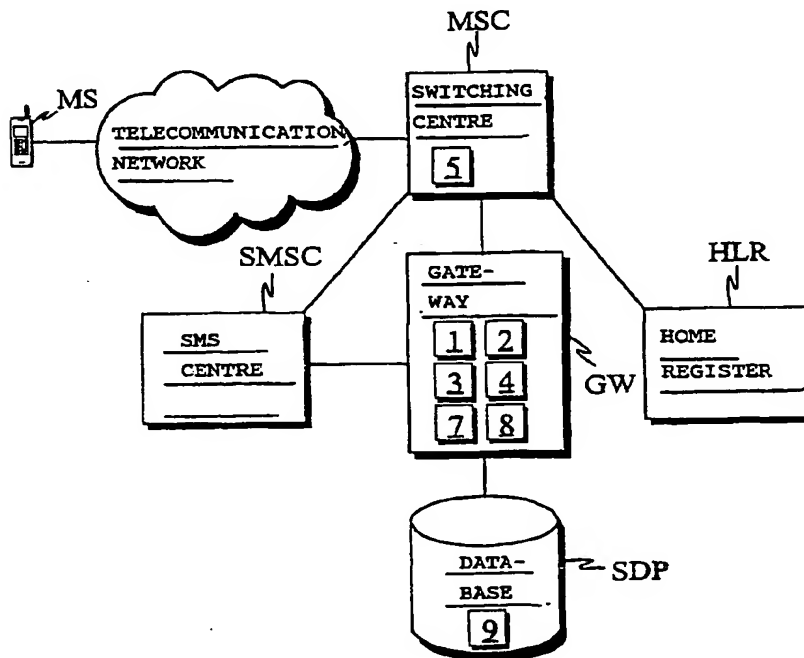 MSC
MS
SWITCHING
CENTRE
5
TELECOMMUNICATION
NETWORK
SMSC
HLR
GATE-
WAY
1 2
3 4
7 8
SMS
CENTRE
GW
HOME
REGISTER
DATA-
BASE
9
SDP